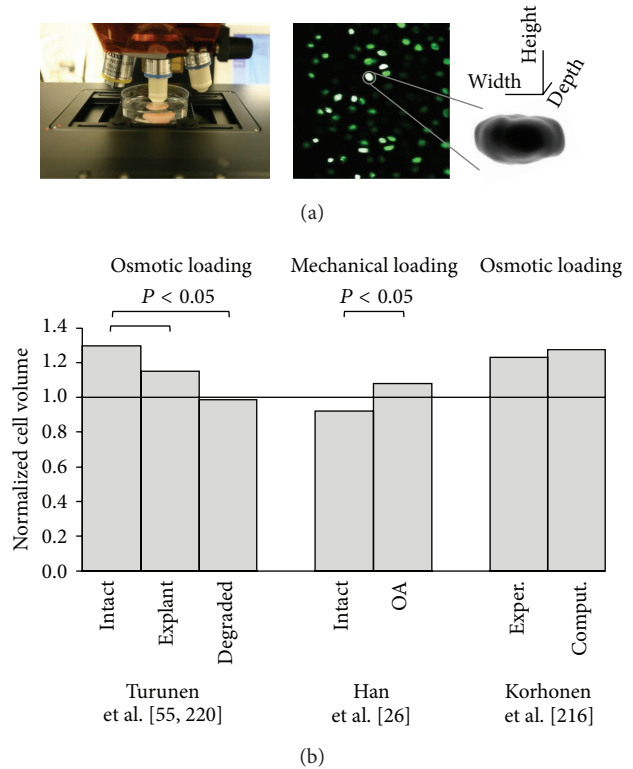 Height
Width
Depth
(a)
Osmotic loading
Mechanical loading
Osmotic loading
P < 0.05
P < 0.05
Normalized cell volume
1.4
1.2
1.0
0.8
0.6
0.4
0.2
0.0
Intact
Explant
Degraded
Intact
OA
Exper.
Comput.
Turunen
et al. [55, 220]
Han
et al. [26]
Korhonen
et al. [216]
(b)